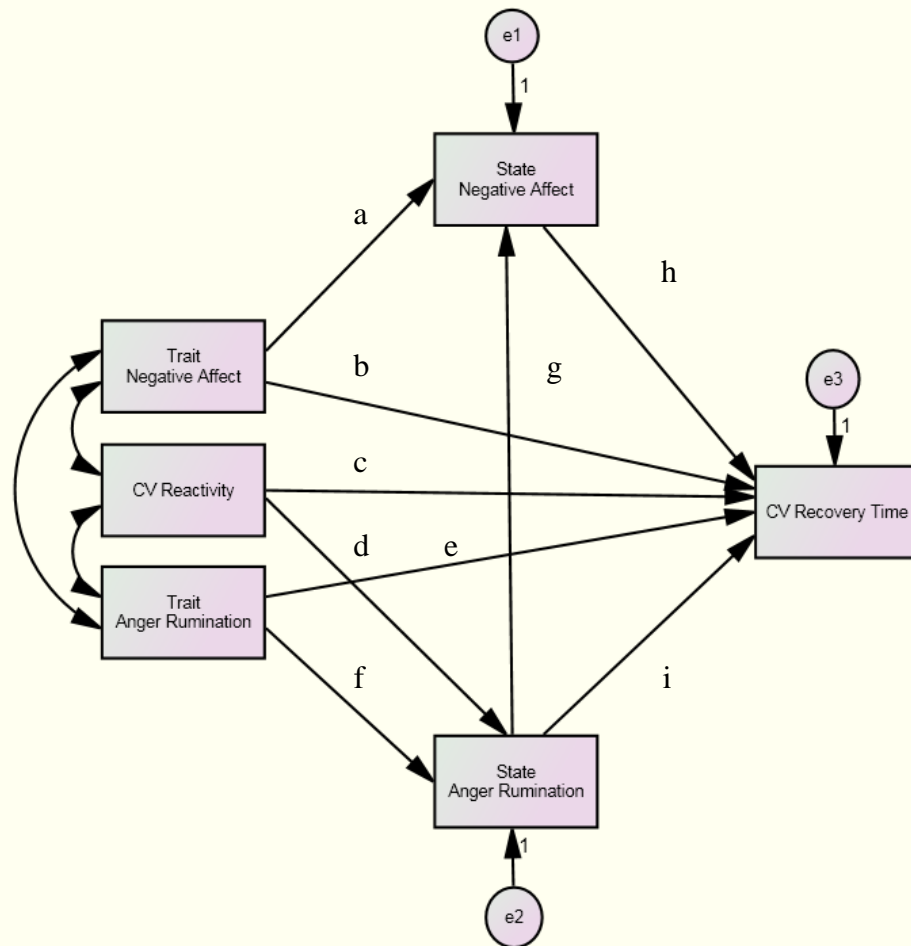 e1
1
State
Negative Affect
a
h
Trait
Negative Affect
b
g
e3
1
c
CV Reactivity
CV Recovery Time
d
e
Trait
Anger Rumination
f
i
State
Anger Rumination
1
e2